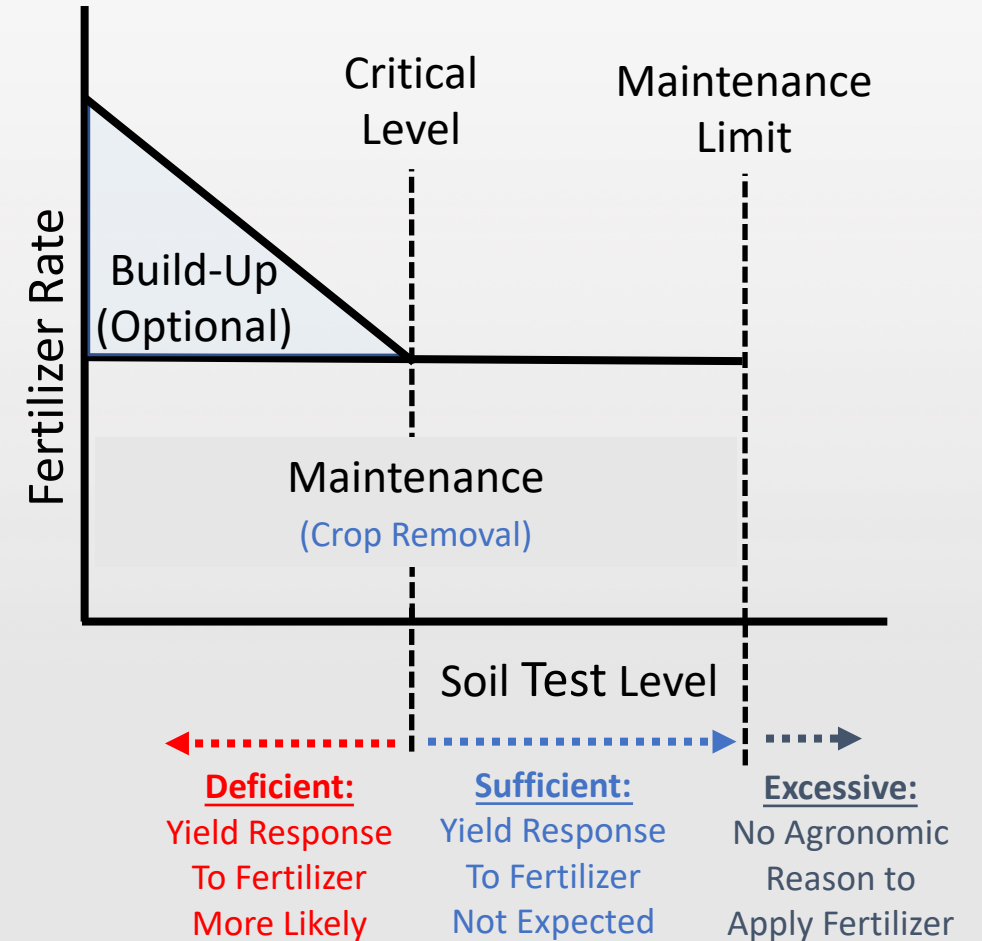 Critical
Level
Maintenance
Limit
Fertilizer Rate
Build-Up
(Optional)
Maintenance
(Crop Removal)
Soil Test Level
Deficient:
Yield Response
To Fertilizer
More Likely
Sufficient:
Yield Response
To Fertilizer
Not Expected
Excessive:
No Agronomic
Reason to
Apply Fertilizer